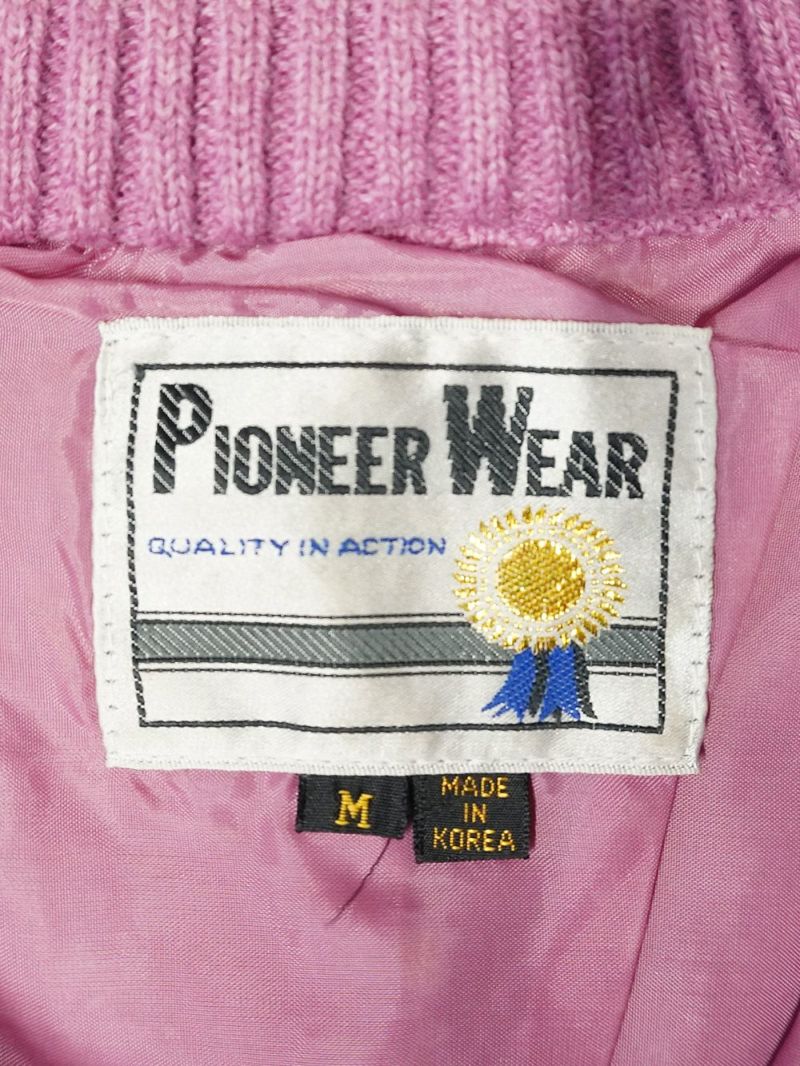 PIONEER WEAR
QUALITY IN ACTION
M
MADE
IN
KOREA